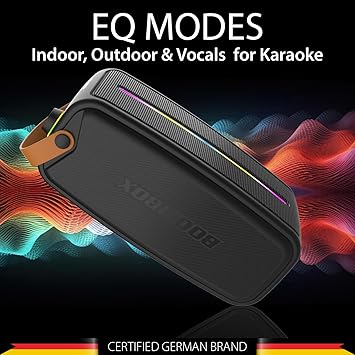 EQ MODES
Indoor, Outdoor & Vocals for Karaoke
CERTIFIED GERMAN BRAND